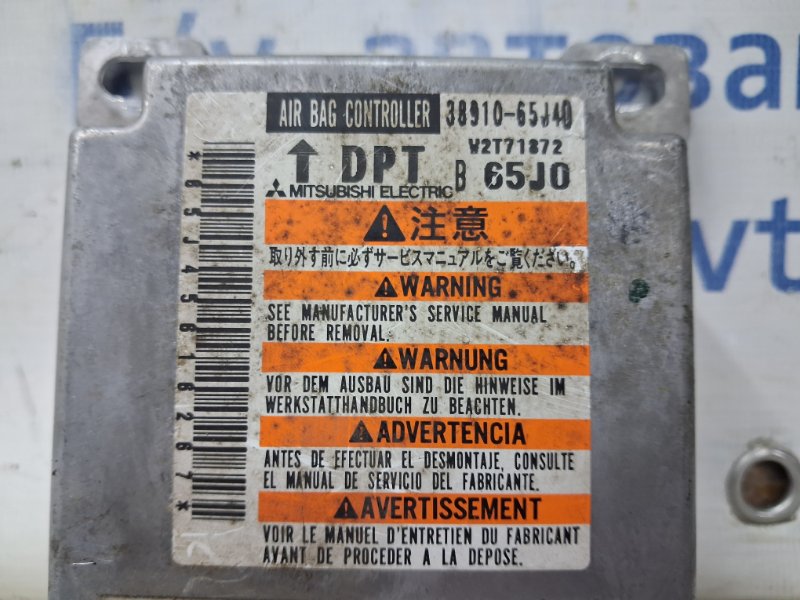 Б/у автовап
vt
AIR BAG CONTROLLER 38910-65J40
V2T71872
↑ DPT B 65J0
MITSUBISHI ELECTRIC
*65J45616267*
⚠注意
取り外す前に必ずサービスマニュアルをご覧ください。
⚠WARNING
SEE MANUFACTURER'S SERVICE MANUAL
BEFORE REMOVAL.
⚠WARNUNG
VOR DEM AUSBAU SIND DIE HINWEISE IM
WERKSTATTHANDBUCH ZU BEACHTEN.
⚠ADVERTENCIA
ANTES DE EFECTUAR EL DESMONTAJE, CONSULTE
EL MANUAL DE SERVICIO DEL FABRICANTE.
⚠AVERTISSEMENT
VOIR LE MANUEL D'ENTRETIEN DU FABRICANT
AVANT DE PROCEDER A LA DEPOSE.